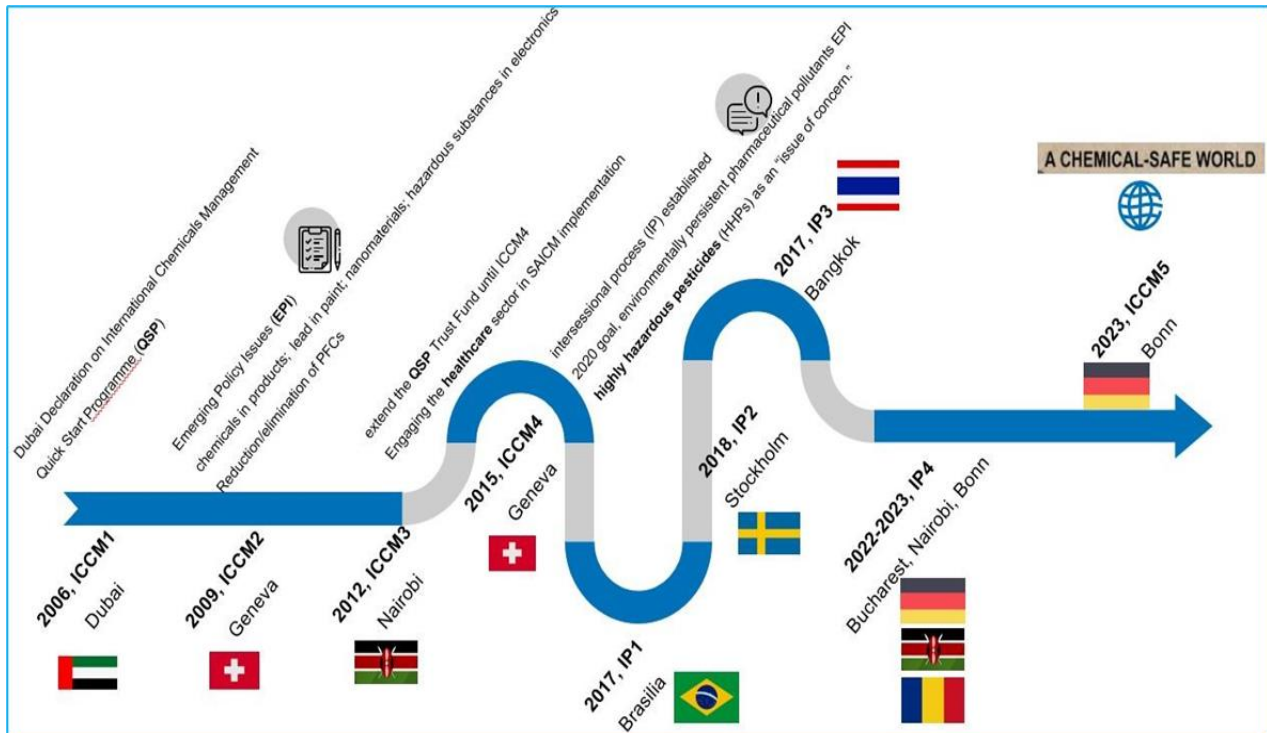 Dubai Declaration on International Chemicals Management
Quick Start Programme (QSP)
2006, ICCM1
Dubai
Emerging Policy Issues (EPI)
chemicals in products; lead in paint; nanomaterials; hazardous substances in electronics
Reduction/elimination of PFCs
2009, ICCM2
Geneva
extend the QSP Trust Fund until ICCM4
Engaging the healthcare sector in SAICM implementation
2012, ICCM3
Nairobi
intersessional process (IP) established
2020 goal, environmentally persistent pharmaceutical pollutants EPI
highly hazardous pesticides (HHPs) as an "issue of concern."
2015, ICCM4
Geneva
2017, IP1
Brasilia
2018, IP2
Stockholm
2017, IP3
Bangkok
2022-2023, IP4
Bucharest, Nairobi, Bonn
A CHEMICAL-SAFE WORLD
2023, ICCM5
Bonn